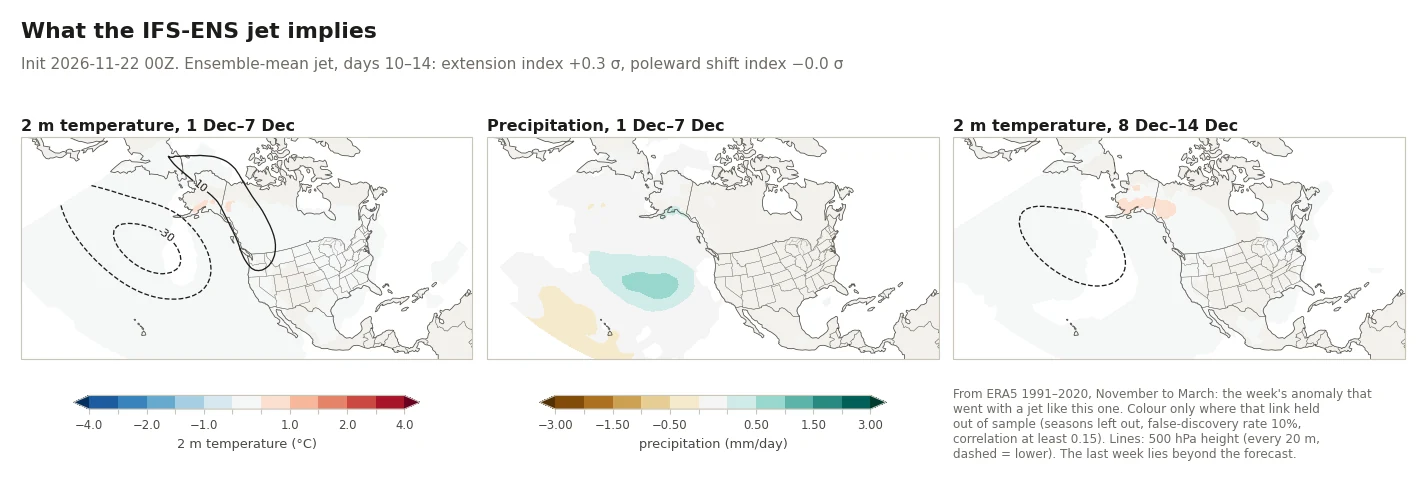 What the IFS-ENS jet implies
Init 2026-11-22 00Z. Ensemble-mean jet, days 10–14: extension index +0.3 σ, poleward shift index −0.0 σ
2 m temperature, 1 Dec–7 Dec
Precipitation, 1 Dec–7 Dec
2 m temperature, 8 Dec–14 Dec
10
-30
−4.0 −2.0 −1.0 1.0 2.0 4.0
2 m temperature (°C)
−3.00 −1.50 −0.50 0.50 1.50 3.00
precipitation (mm/day)
From ERA5 1991–2020, November to March: the week's anomaly that
went with a jet like this one. Colour only where that link held
out of sample (seasons left out, false-discovery rate 10%,
correlation at least 0.15). Lines: 500 hPa height (every 20 m,
dashed = lower). The last week lies beyond the forecast.